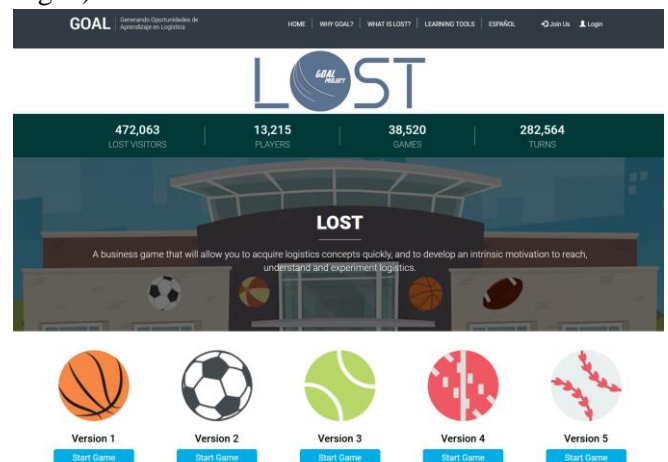 GOAL
Generando Oportunidades de
Aprendizaje en Logística
HOME
WHY GOAL?
WHAT IS LOST?
LEARNING TOOLS
ESPAÑOL
Join Us
Login
LOST
GOAL
PROJECT
472,063
LOST VISITORS
13,215
PLAYERS
38,520
GAMES
282,564
TURNS
LOST
A business game that will allow you to acquire logistics concepts quickly, and to develop an intrinsic motivation to reach,
understand and experiment logistics.
Version 1
Start Game
Version 2
Start Game
Version 3
Start Game
Version 4
Start Game
Version 5
Start Game